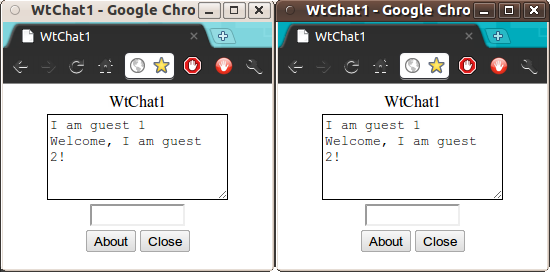 WtChat1 - Google Chro
WtChat1
WtChat1
I am guest 1
Welcome, I am guest
2!
About
Close
WtChat1 - Google Chro
WtChat1
WtChat1
I am guest 1
Welcome, I am guest
2!
About
Close